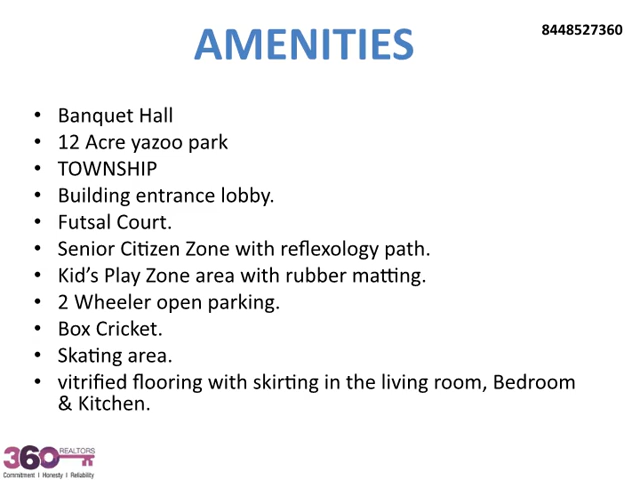 8448527360
AMENITIES
• Banquet Hall
• 12 Acre yazoo park
• TOWNSHIP
• Building entrance lobby.
• Futsal Court.
• Senior Citizen Zone with reflexology path.
• Kid's Play Zone area with rubber matting.
• 2 Wheeler open parking.
• Box Cricket.
• Skating area.
• vitrified flooring with skirting in the living room, Bedroom
& Kitchen.
360 REALTORS
Commitment I Honesty I Reliability